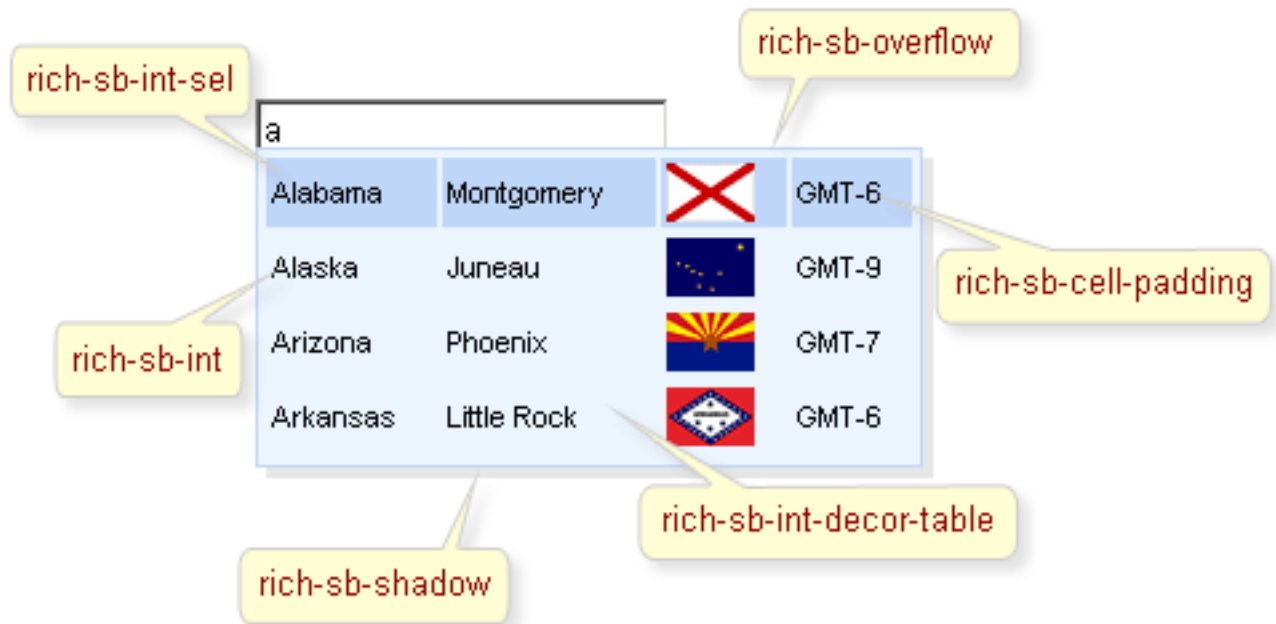 rich-sb-overflow
rich-sb-int-sel
a
Alabama Montgomery GMT-6
Alaska Juneau GMT-9
rich-sb-cell-padding
rich-sb-int
Arizona Phoenix GMT-7
Arkansas Little Rock GMT-6
rich-sb-int-decor-table
rich-sb-shadow